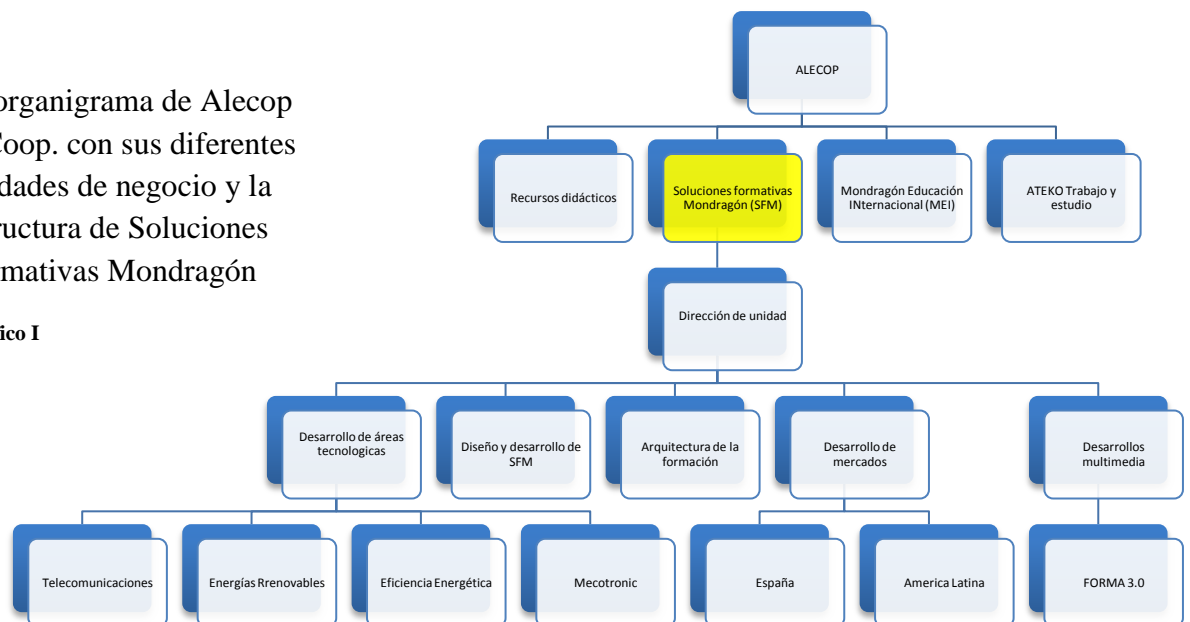 organigrama de Alecop
Coop. con sus diferentes
dades de negocio y la
ructura de Soluciones
rmativas Mondragón
ico I
ALECOP
Recursos didácticos
Soluciones formativas
Mondragón (SFM)
Mondragón Educación
INternacional (MEI)
ATEKO Trabajo y
estudio
Dirección de unidad
Desarrollo de áreas
tecnologicas
Diseño y desarrollo de
SFM
Arquitectura de la
formación
Desarrollo de
mercados
Desarrollos
multimedia
Telecomunicaciones
Energías Rrenovables
Eficiencia Energética
Mecotronic
España
America Latina
FORMA 3.0